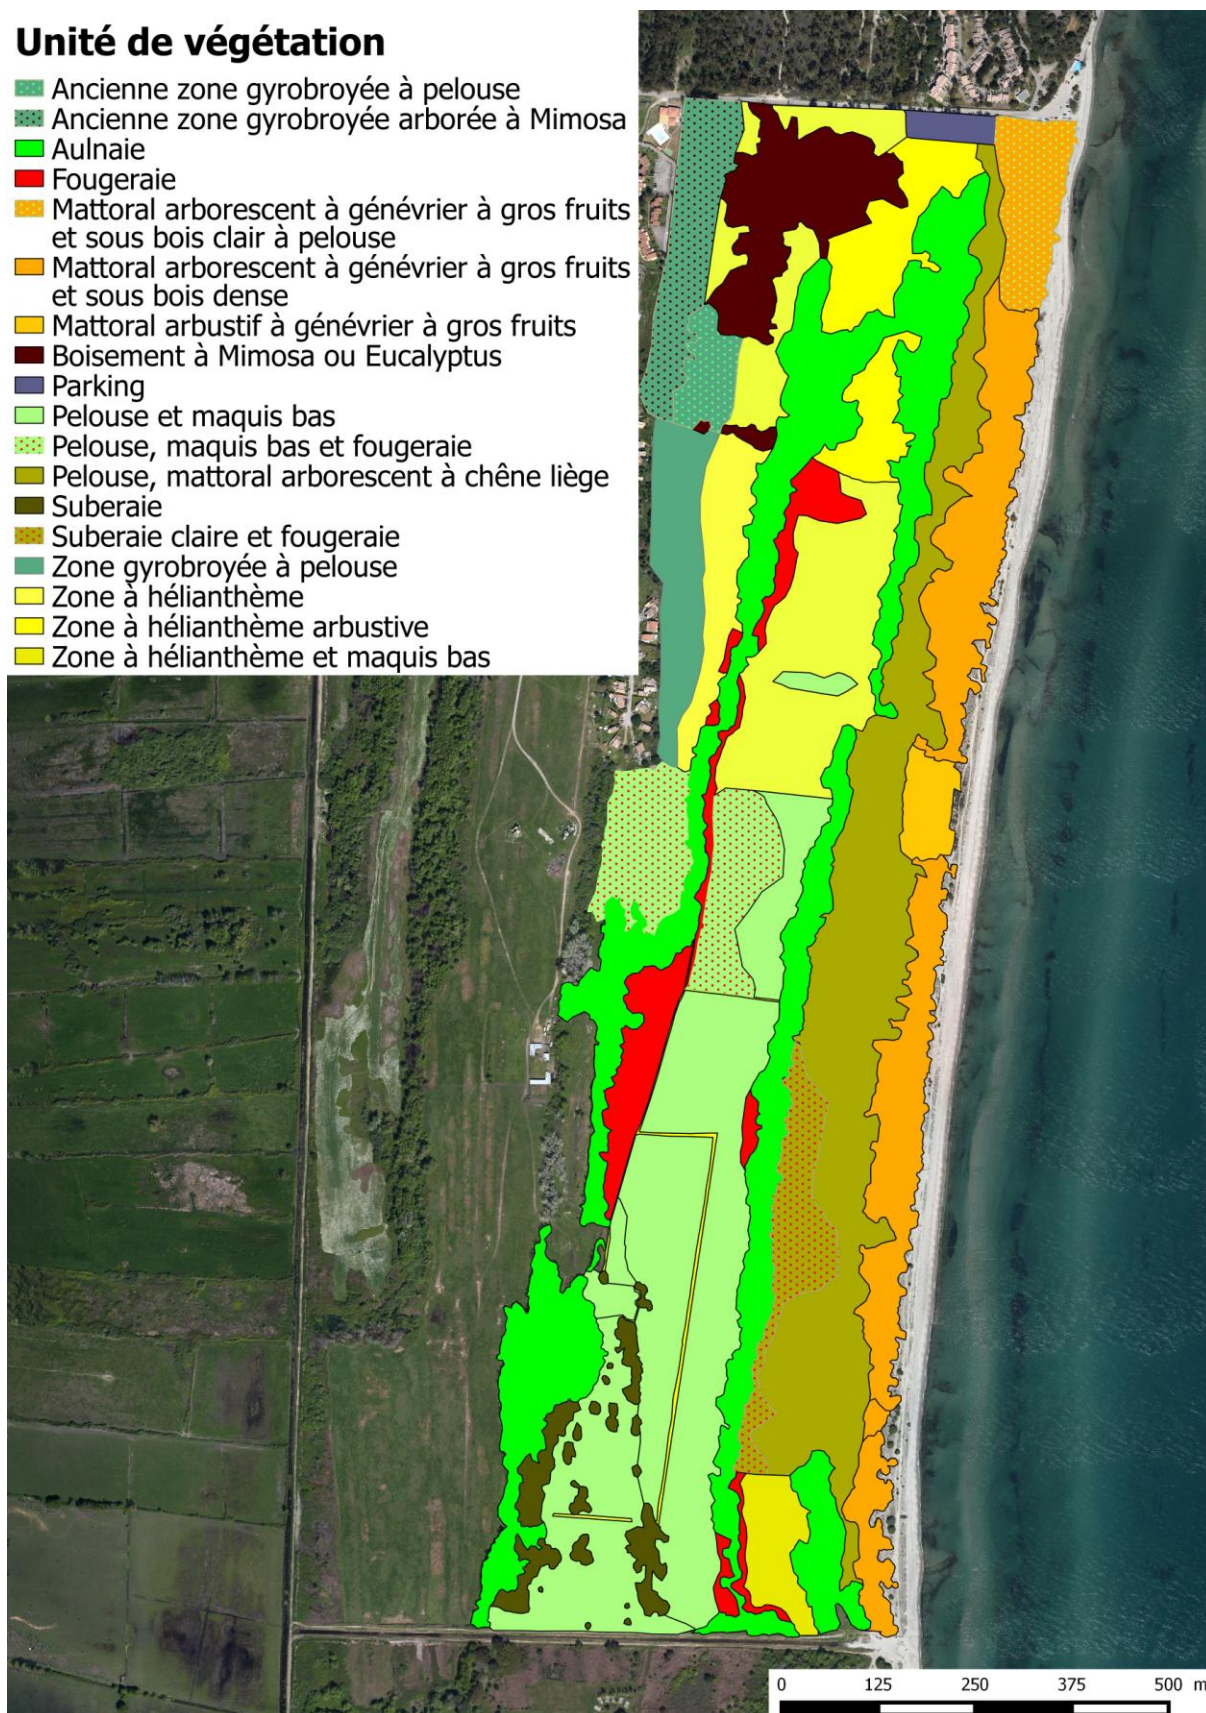 Unité de végétation
Ancienne zone gyrobroyée à pelouse
Ancienne zone gyrobroyée arborée à Mimosa
Aulnaie
Fougeraie
Mattoral arborescent à génévrier à gros fruits
et sous bois clair à pelouse
Mattoral arborescent à génévrier à gros fruits
et sous bois dense
Mattoral arbustif à génévrier à gros fruits
Boisement à Mimosa ou Eucalyptus
Parking
Pelouse et maquis bas
Pelouse, maquis bas et fougeraie
Pelouse, mattoral arborescent à chêne liège
Suberaie
Suberaie claire et fougeraie
Zone gyrobroyée à pelouse
Zone à hélianthème
Zone à hélianthème arbustive
Zone à hélianthème et maquis bas
0 125 250 375 500 m